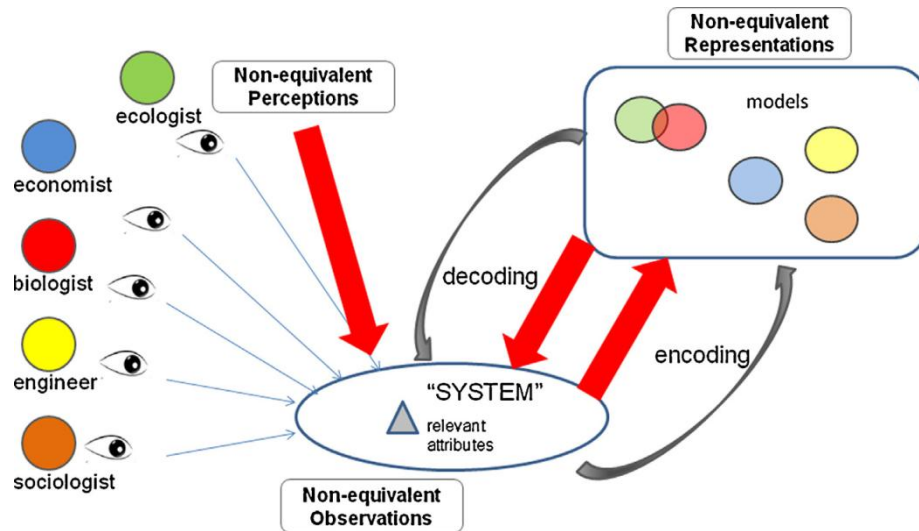 Non-equivalent
Representations
Non-equivalent
Perceptions
ecologist
models
economist
biologist
decoding
engineer
encoding
“SYSTEM”
relevant
attributes
sociologist
Non-equivalent
Observations